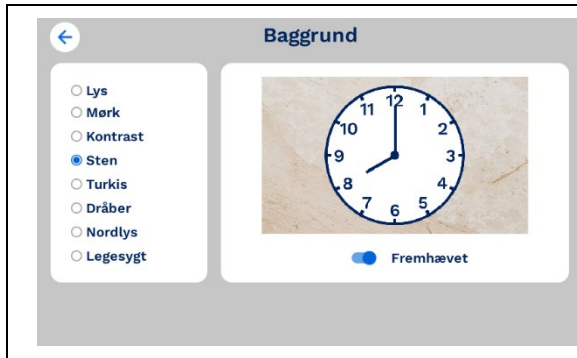 Baggrund
Lys
Mørk
Kontrast
Sten
Turkis
Dråber
Nordlys
Legesygt
12
1
2
3
4
5
6
7
8
9
10
11
Fremhævet